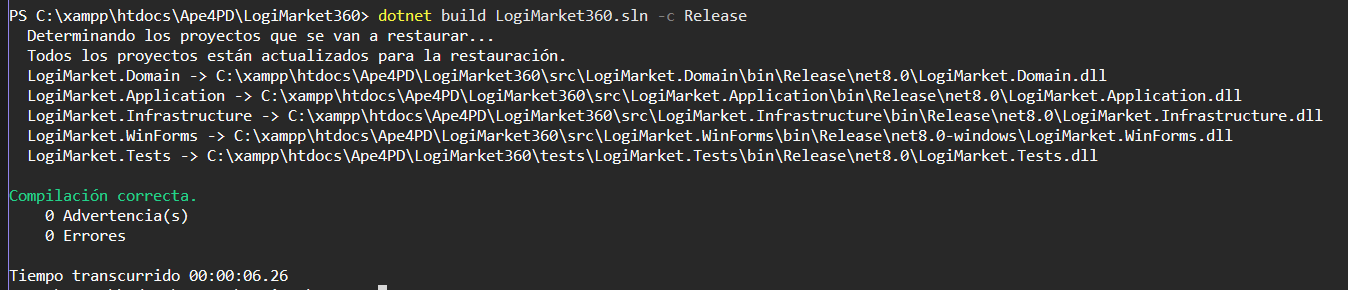 PS C:\xampp\htdocs\Ape4PD\LogiMarket360> dotnet build LogiMarket360.sln -c Release
Determinando los proyectos que se van a restaurar...
Todos los proyectos están actualizados para la restauración.
LogiMarket.Domain -> C:\xampp\htdocs\Ape4PD\LogiMarket360\src\LogiMarket.Domain\bin\Release\net8.0\LogiMarket.Domain.dll
LogiMarket.Application -> C:\xampp\htdocs\Ape4PD\LogiMarket360\src\LogiMarket.Application\bin\Release\net8.0\LogiMarket.Application.dll
LogiMarket.Infrastructure -> C:\xampp\htdocs\Ape4PD\LogiMarket360\src\LogiMarket.Infrastructure\bin\Release\net8.0\LogiMarket.Infrastructure.dll
LogiMarket.WinForms -> C:\xampp\htdocs\Ape4PD\LogiMarket360\src\LogiMarket.WinForms\bin\Release\net8.0-windows\LogiMarket.WinForms.dll
LogiMarket.Tests -> C:\xampp\htdocs\Ape4PD\LogiMarket360\tests\LogiMarket.Tests\bin\Release\net8.0\LogiMarket.Tests.dll
Compilación correcta.
0 Advertencia(s)
0 Errores
Tiempo transcurrido 00:00:06.26